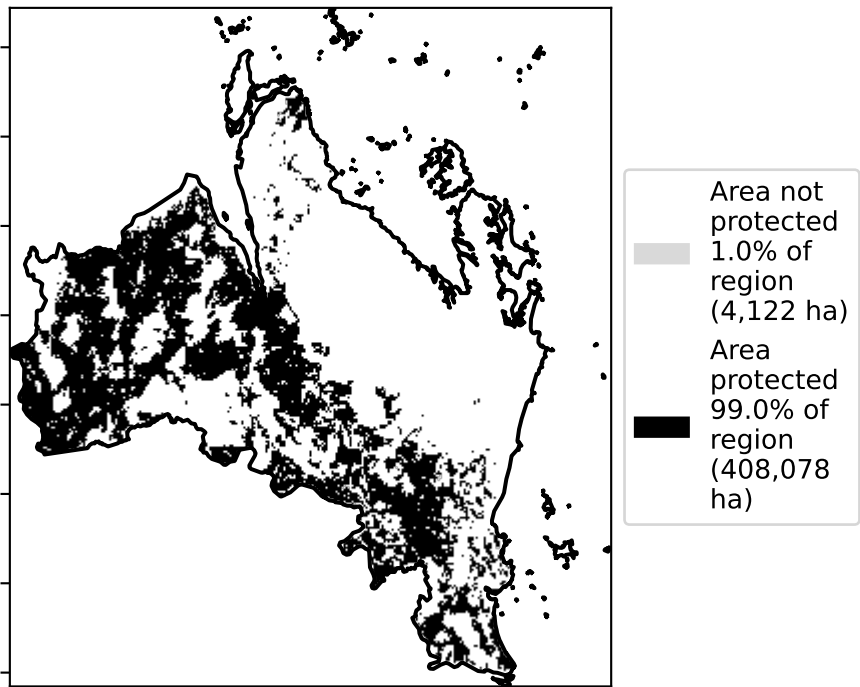 Area not
protected
1.0% of
region
(4,122 ha)
Area
protected
99.0% of
region
(408,078
ha)